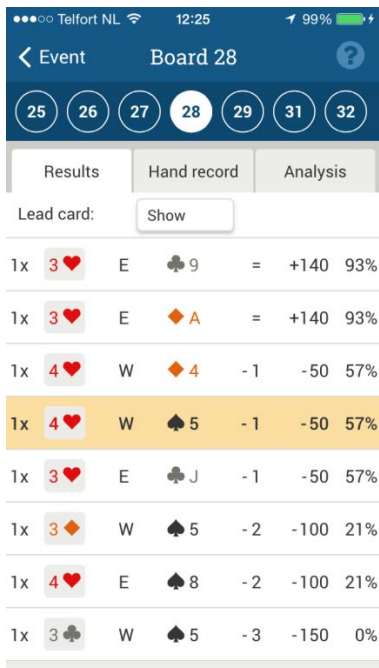 Telfort NL 12:25 99%
Event Board 28 ?
25 26 27 28 29 31 32
Results Hand record Analysis
Lead card: Show
1x 3♥ E ♣9 = +140 93%
1x 3♥ E ♦A = +140 93%
1x 4♥ W ♦4 -1 -50 57%
1x 4♥ W ♠5 -1 -50 57%
1x 3♥ E ♣J -1 -50 57%
1x 3♦ W ♠5 -2 -100 21%
1x 4♥ E ♠8 -2 -100 21%
1x 3♣ W ♠5 -3 -150 0%